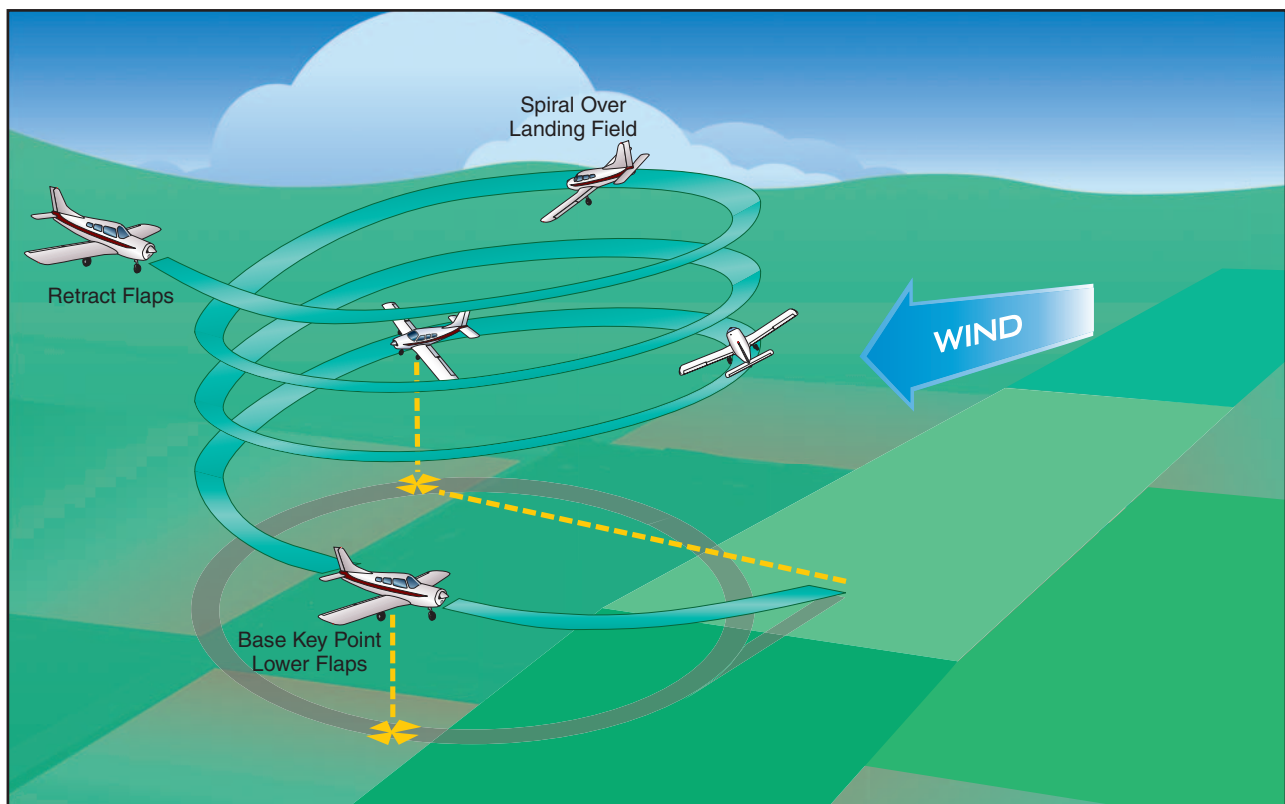 Spiral Over
Landing Field
Retract Flaps
WIND
Base Key Point
Lower Flaps